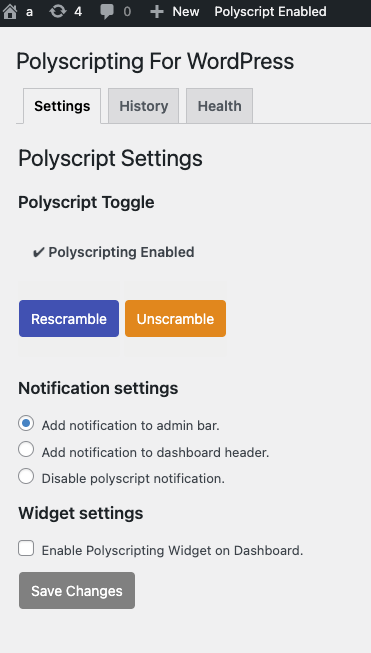 a 4 0 New Polyscript Enabled
Polyscripting For WordPress
Settings History Health
Polyscript Settings
Polyscript Toggle
✔ Polyscripting Enabled
Rescramble Unscramble
Notification settings
Add notification to admin bar.
Add notification to dashboard header.
Disable polyscript notification.
Widget settings
Enable Polyscripting Widget on Dashboard.
Save Changes